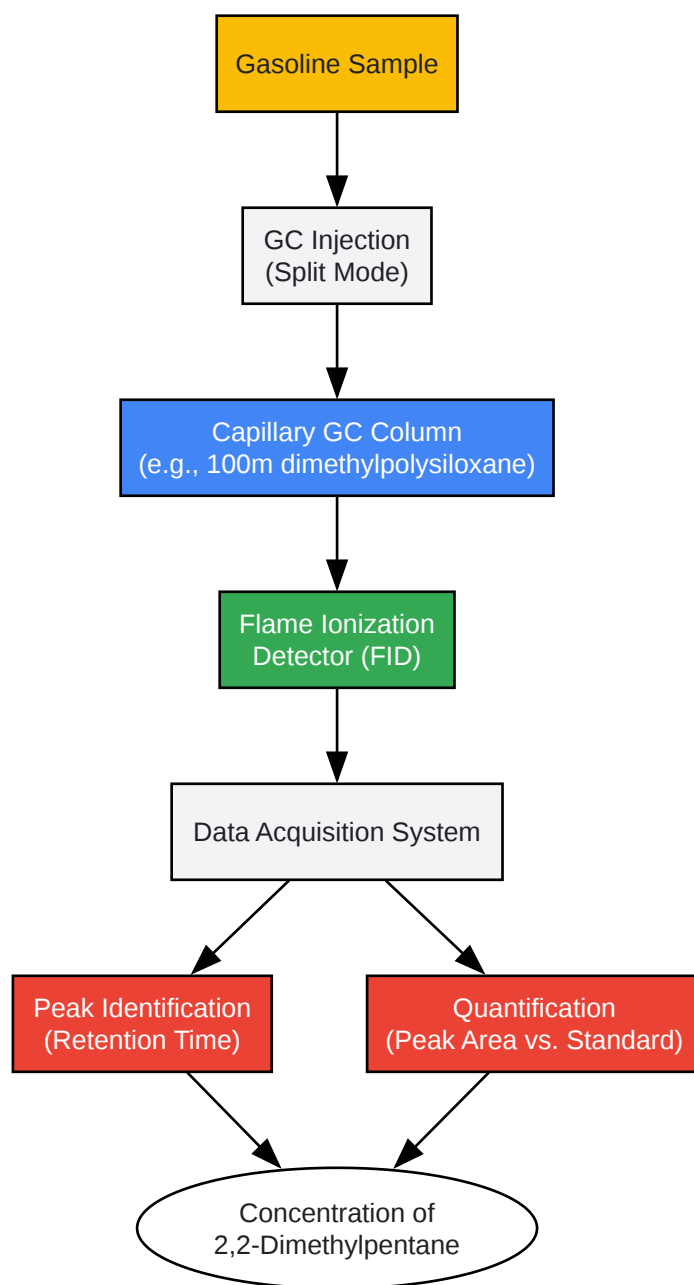 Gasoline Sample
GC Injection
(Split Mode)
Capillary GC Column
(e.g., 100m dimethylpolysiloxane)
Flame Ionization
Detector (FID)
Data Acquisition System
Peak Identification
(Retention Time)
Quantification
(Peak Area vs. Standard)
Concentration of
2,2-Dimethylpentane